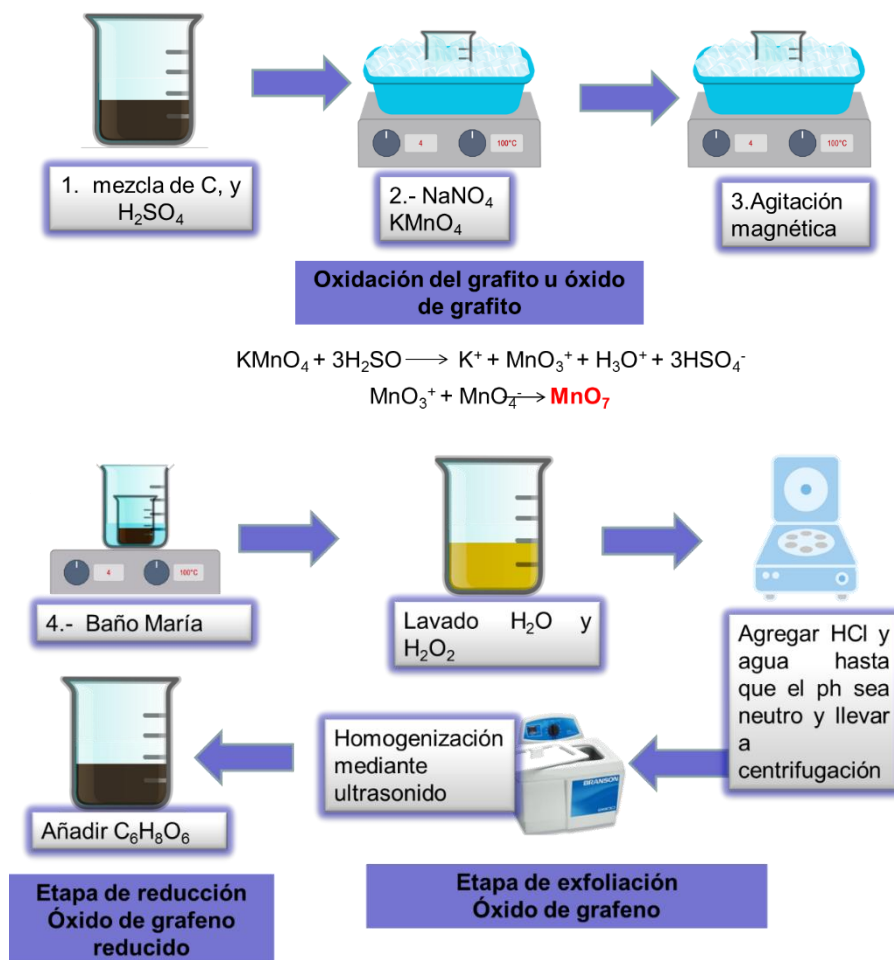 4
100°C
4
100°C
1. mezcla de C, y
H₂SO₄
2.- NaNO₄
KMnO₄
3.Agitación
magnética
Oxidación del grafito u óxido
de grafito
KMnO₄ + 3H₂SO ⟶ K⁺ + MnO₃⁺ + H₃O⁺ + 3HSO₄⁻
MnO₃⁺ + MnO₄⁻ ⟶ MnO₇
4
100°C
4.- Baño María
Lavado H₂O y
H₂O₂
Agregar HCl y
agua hasta
que el ph sea
neutro y llevar
a
centrifugación
BRANSON
Homogenización
mediante
ultrasonido
Añadir C₆H₈O₆
Etapa de reducción
Óxido de grafeno
reducido
Etapa de exfoliación
Óxido de grafeno